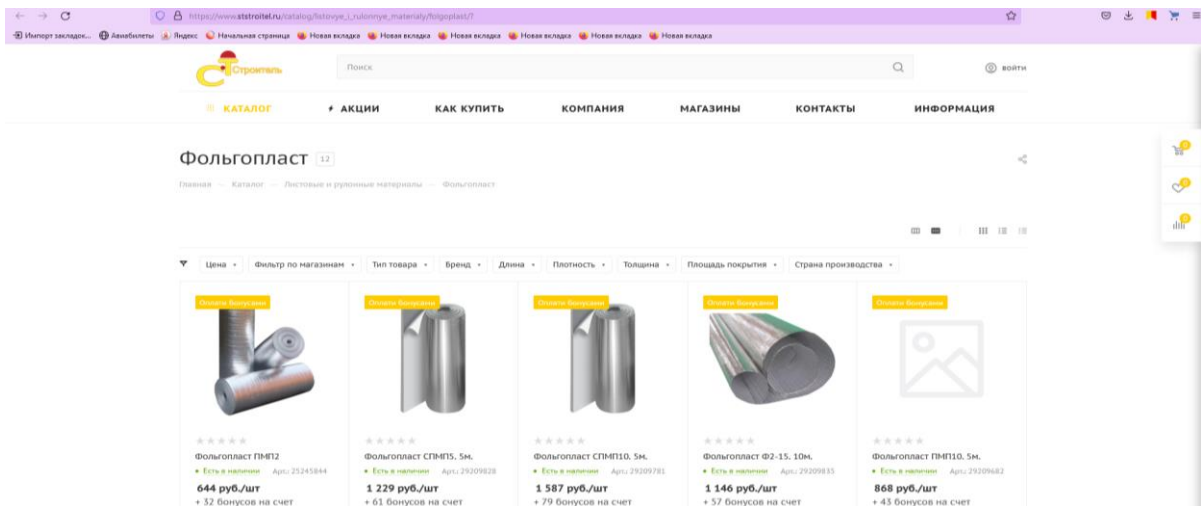 https://www.ststroitel.ru/catalog/listovye_i_rulonnye_materialy/folgoplast/?
Импорт закладок... Авиабилеты Яндекс Начальная страница Новая вкладка Новая вкладка Новая вкладка Новая вкладка Новая вкладка Новая вкладка
СТ Строитель Поиск ВОЙТИ
КАТАЛОГ АКЦИИ КАК КУПИТЬ КОМПАНИЯ МАГАЗИНЫ КОНТАКТЫ ИНФОРМАЦИЯ
Фольгопласт 12
Главная — Каталог — Листовые и рулонные материалы — Фольгопласт
0
0
0
Цена Фильтр по магазинам Тип товара Бренд Длина Плотность Толщина Площадь покрытия Страна производства
Оплати бонусами Оплати бонусами Оплати бонусами Оплати бонусами Оплати бонусами
Фольгопласт ПМП2 Фольгопласт СПМП5. 5м. Фольгопласт СПМП10. 5м. Фольгопласт Ф2-15. 10м. Фольгопласт ПМП10. 5м.
Есть в наличии Арт.: 25245844 Есть в наличии Арт.: 29209828 Есть в наличии Арт.: 29209781 Есть в наличии Арт.: 29209835 Есть в наличии Арт.: 29209682
644 руб./шт 1 229 руб./шт 1 587 руб./шт 1 146 руб./шт 868 руб./шт
+ 32 бонусов на счет + 61 бонусов на счет + 79 бонусов на счет + 57 бонусов на счет + 43 бонусов на счет